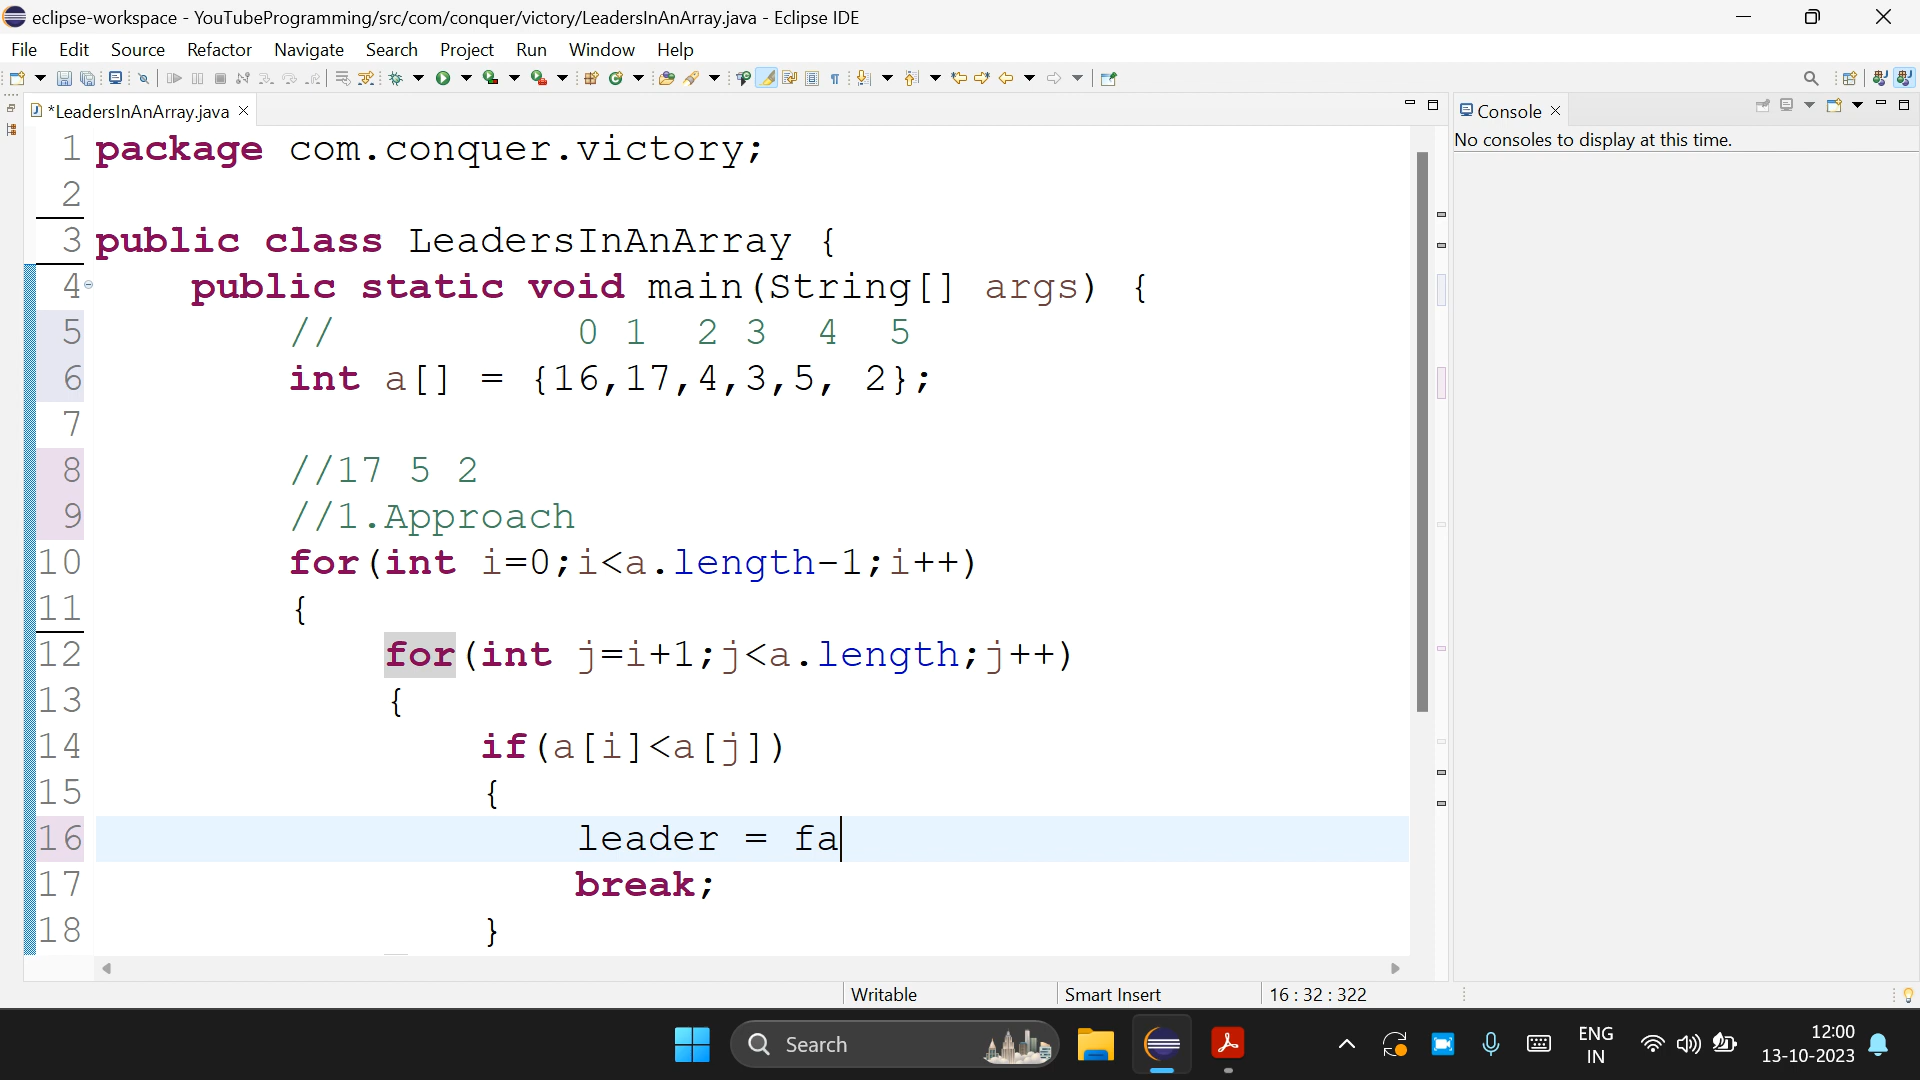 eclipse-workspace - YouTubeProgramming/src/com/conquer/victory/LeadersInAnArray.java - Eclipse IDE
File Edit Source Refactor Navigate Search Project Run Window Help
*LeadersInAnArray.java
Console
No consoles to display at this time.
1 package com.conquer.victory;
2
3 public class LeadersInAnArray {
4 public static void main(String[] args) {
5 // 0 1 2 3 4 5
6 int a[] = {16,17,4,3,5, 2};
7
8 //17 5 2
9 //1.Approach
10 for(int i=0;i<a.length-1;i++)
11 {
12 for(int j=i+1;j<a.length;j++)
13 {
14 if(a[i]<a[j])
15 {
16 leader = fa
17 break;
18 }
Writable Smart Insert 16 : 32 : 322
Search
ENG
IN
12:00
13-10-2023